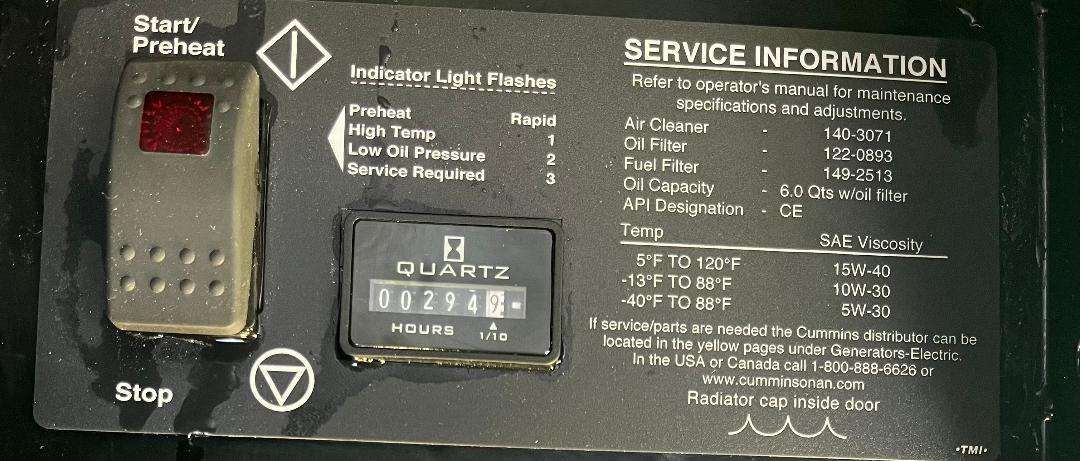 Start/
Preheat
Indicator Light Flashes
Preheat Rapid
High Temp 1
Low Oil Pressure 2
Service Required 3
QUARTZ
002949
HOURS 1/10
Stop
SERVICE INFORMATION
Refer to operator's manual for maintenance
specifications and adjustments.
Air Cleaner - 140-3071
Oil Filter - 122-0893
Fuel Filter - 149-2513
Oil Capacity - 6.0 Qts w/oil filter
API Designation - CE
Temp SAE Viscosity
5°F TO 120°F 15W-40
-13°F TO 88°F 10W-30
-40°F TO 88°F 5W-30
If service/parts are needed the Cummins distributor can be
located in the yellow pages under Generators-Electric.
In the USA or Canada call 1-800-888-6626 or
www.cumminsonan.com
Radiator cap inside door
•TMI•